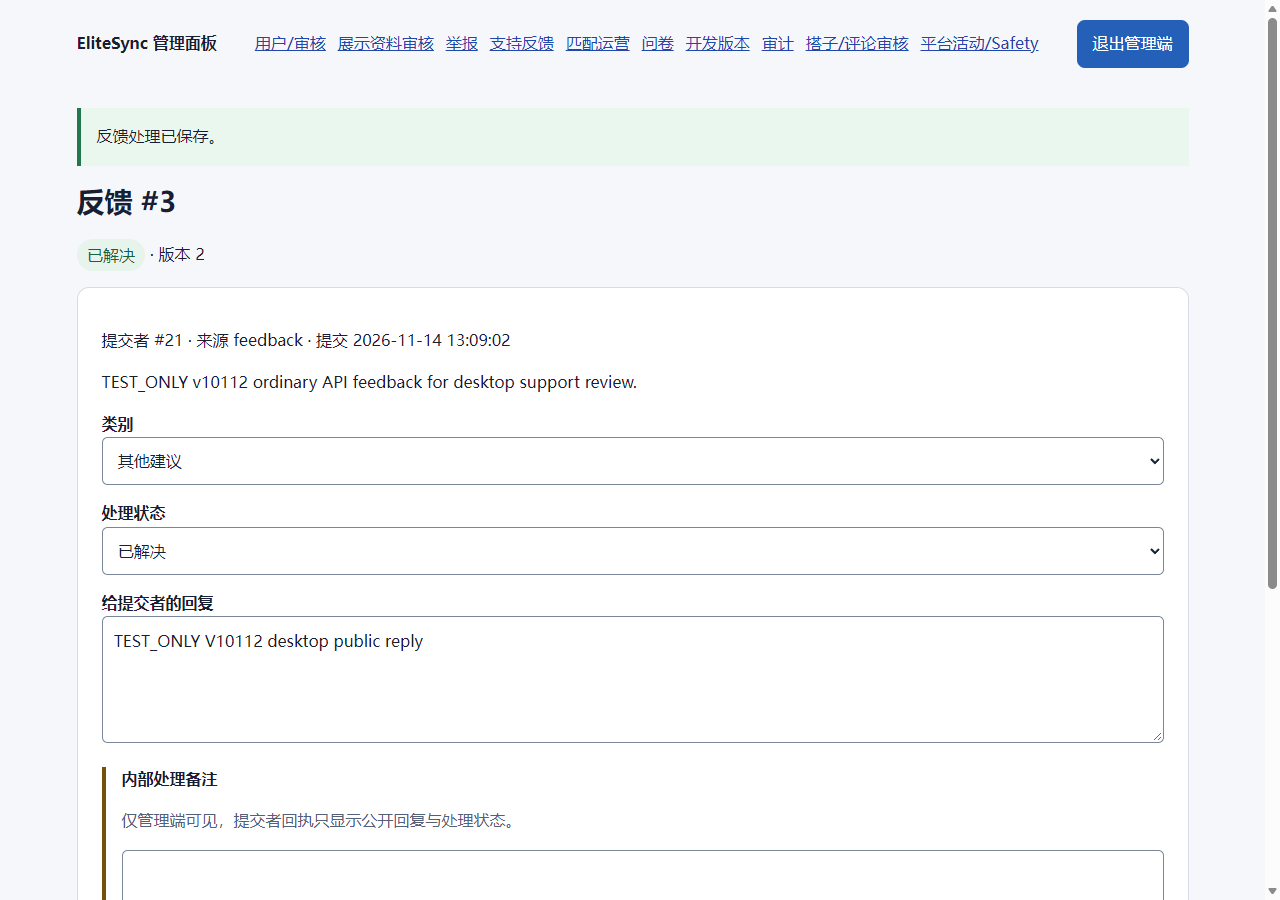 EliteSync 管理面板 用户/审核 展示资料审核 举报 支持反馈 匹配运营 问卷 开发版本 审计 搭子/评论审核 平台活动/Safety 退出管理端
反馈处理已保存。
反馈 #3
已解决 · 版本 2
提交者 #21 · 来源 feedback · 提交 2026-11-14 13:09:02
TEST_ONLY v10112 ordinary API feedback for desktop support review.
类别
其他建议
处理状态
已解决
给提交者的回复
TEST_ONLY V10112 desktop public reply
内部处理备注
仅管理端可见，提交者回执只显示公开回复与处理状态。